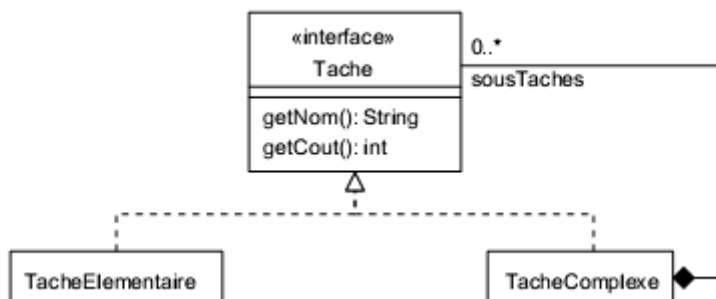 «interface»
Tache
0..*
sousTaches
getNom(): String
getCout(): int
TacheElementaire
TacheComplexe